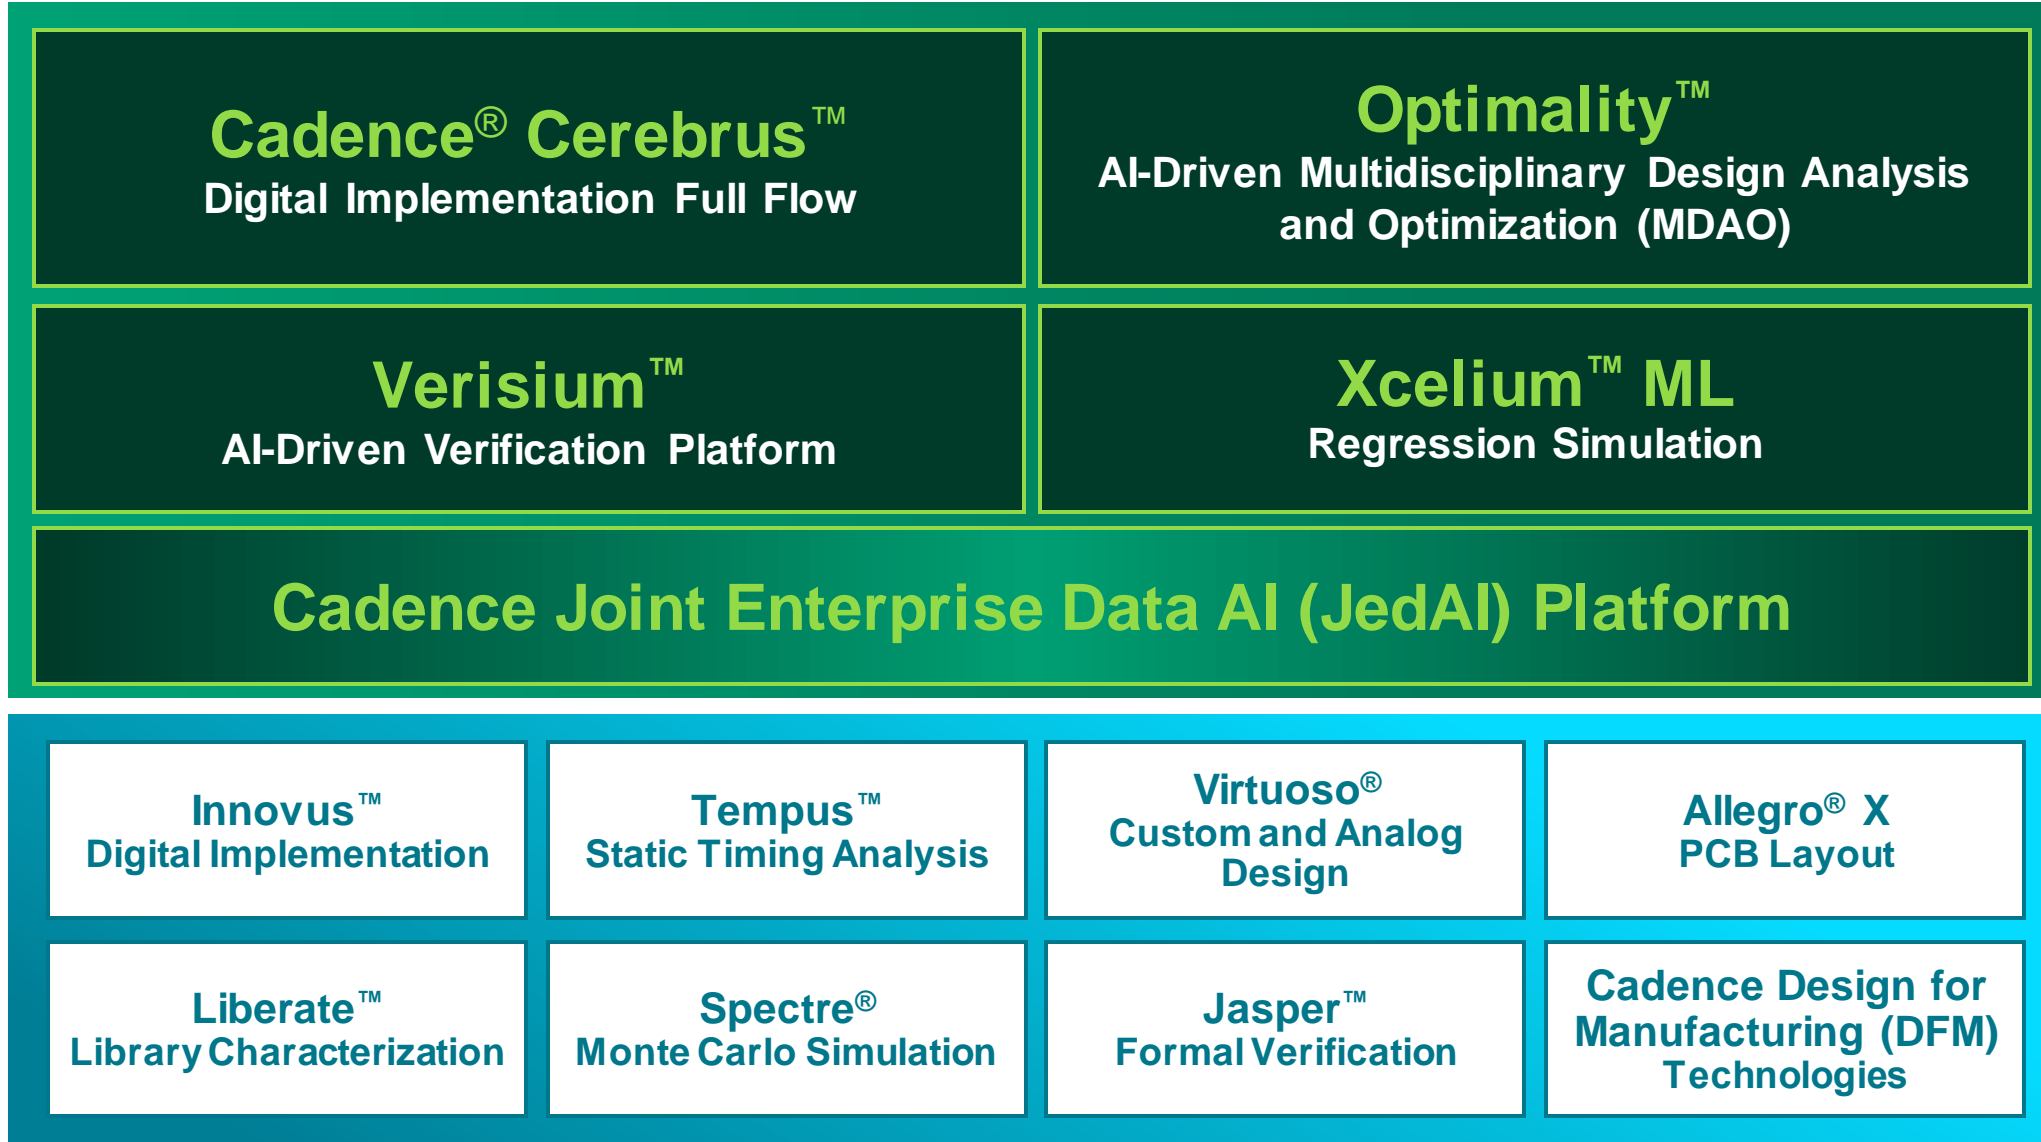 Cadence® Cerebrus™
Digital Implementation Full Flow
Optimality™
AI-Driven Multidisciplinary Design Analysis
and Optimization (MDAO)
Verisium™
AI-Driven Verification Platform
Xcelium™ ML
Regression Simulation
Cadence Joint Enterprise Data AI (JedAI) Platform
Innovus™
Digital Implementation
Tempus™
Static Timing Analysis
Virtuoso®
Custom and Analog
Design
Allegro® X
PCB Layout
Liberate™
Library Characterization
Spectre®
Monte Carlo Simulation
Jasper™
Formal Verification
Cadence Design for
Manufacturing (DFM)
Technologies